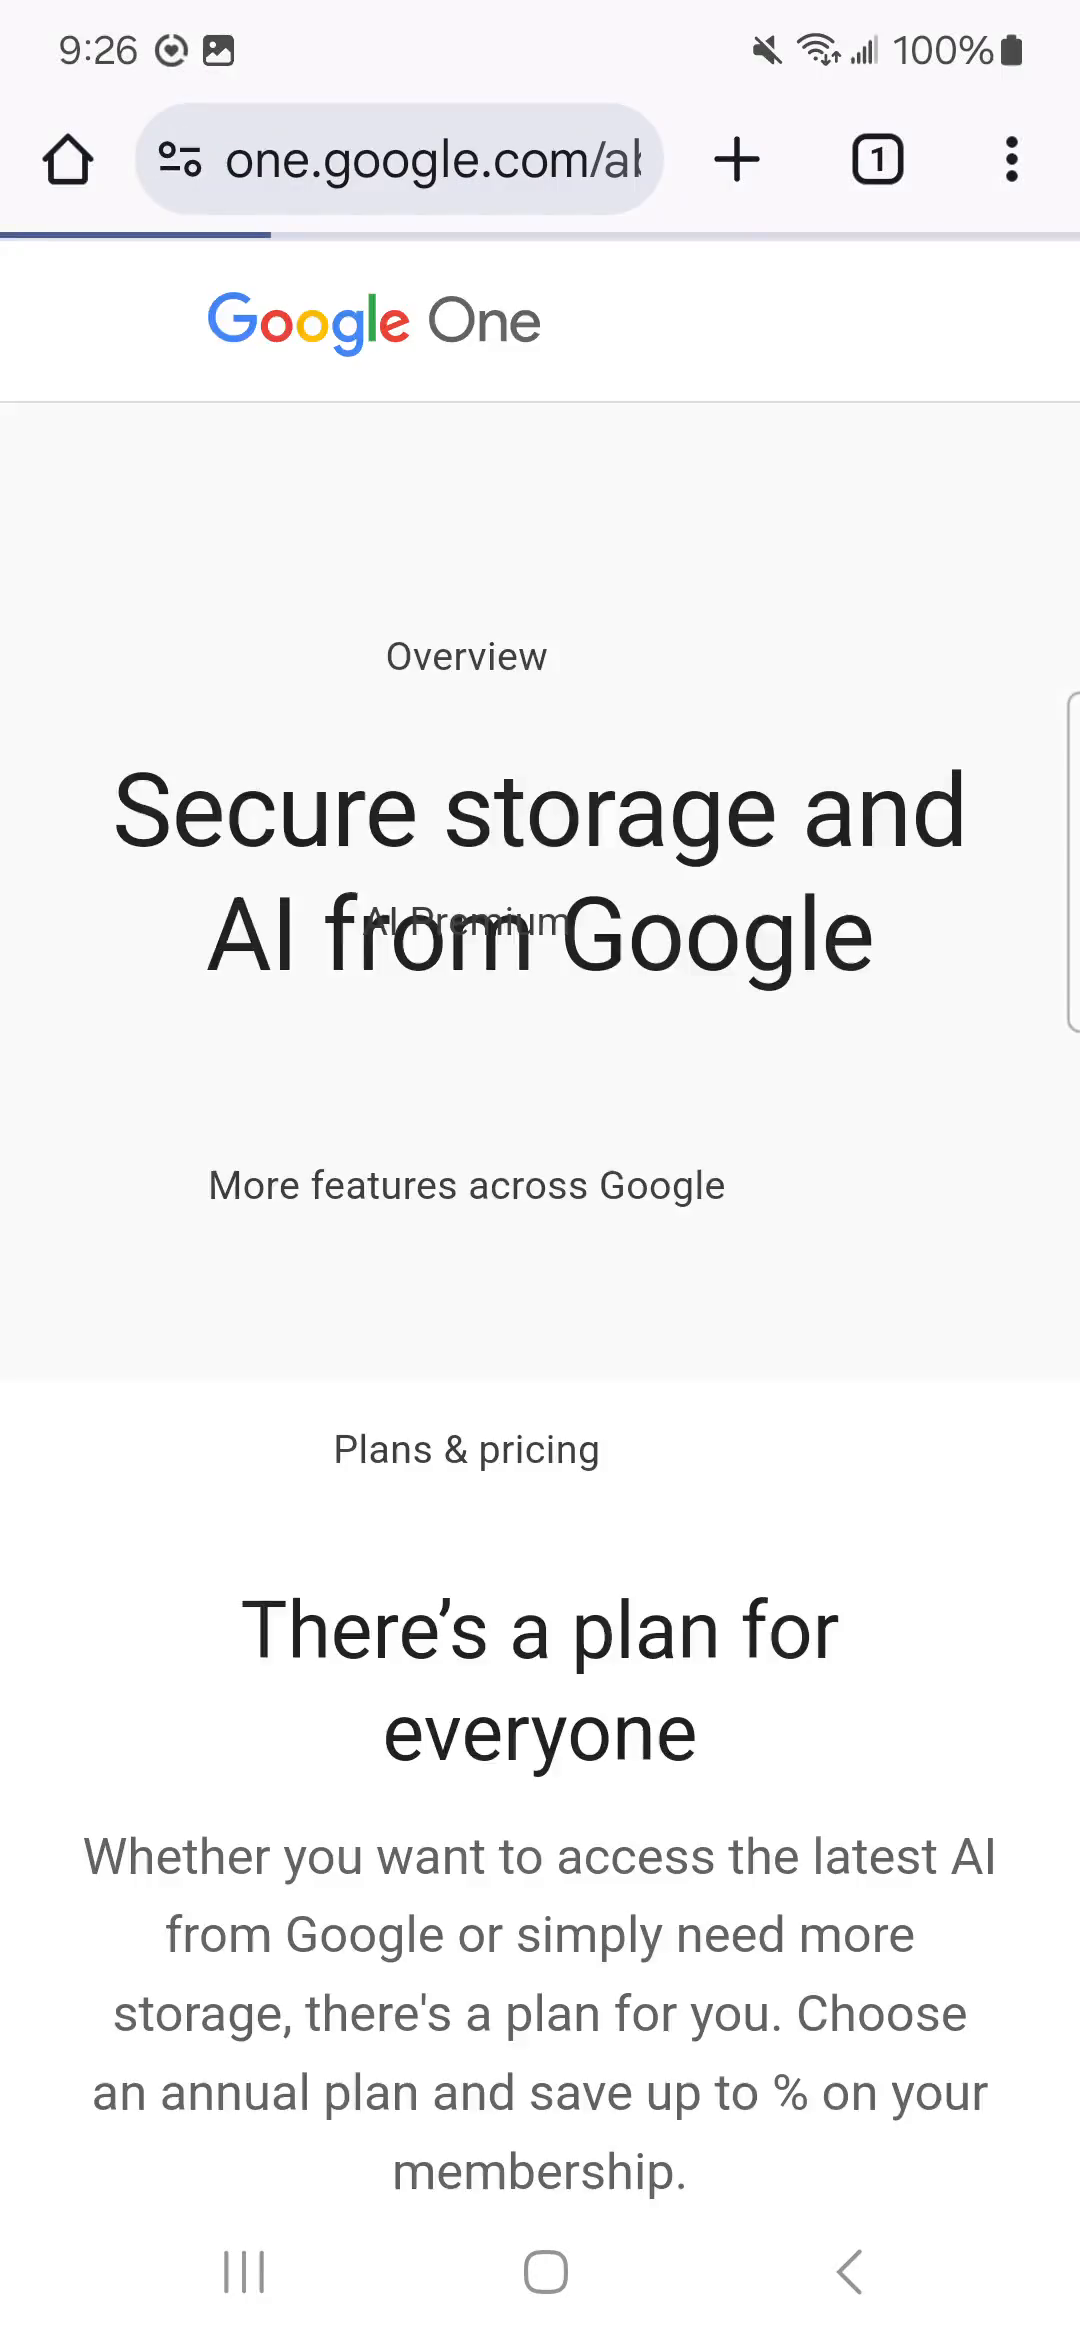 9:26
100%
one.google.com/al
1
Google One
Overview
Secure storage and
AI from Google
AI Premium
More features across Google
Plans & pricing
There’s a plan for
everyone
Whether you want to access the latest AI
from Google or simply need more
storage, there's a plan for you. Choose
an annual plan and save up to % on your
membership.